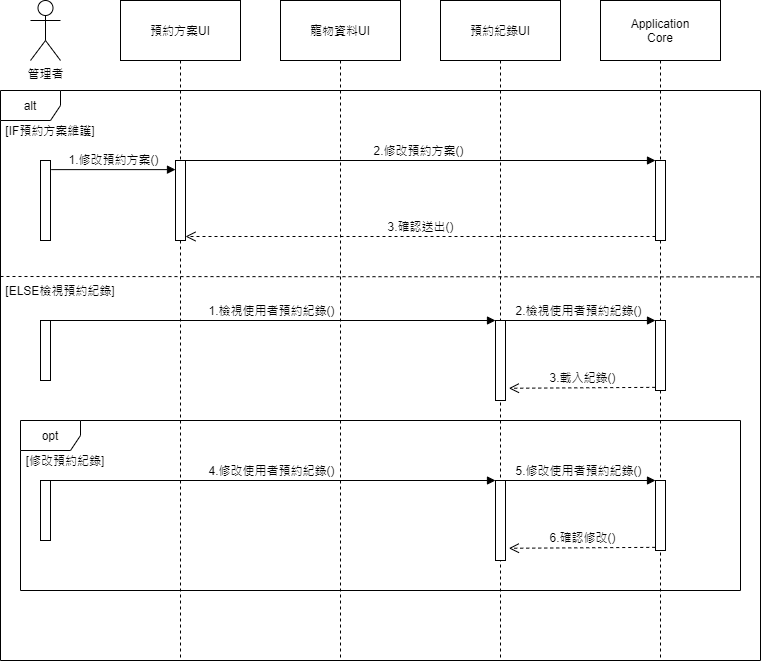 管理者
預約方案UI
寵物資料UI
預約紀錄UI
Application
Core
alt
[IF預約方案維護]
1.修改預約方案()
2.修改預約方案()
3.確認送出()
[ELSE檢視預約紀錄]
1.檢視使用者預約紀錄()
2.檢視使用者預約紀錄()
3.載入紀錄()
opt
[修改預約紀錄]
4.修改使用者預約紀錄()
5.修改使用者預約紀錄()
6.確認修改()